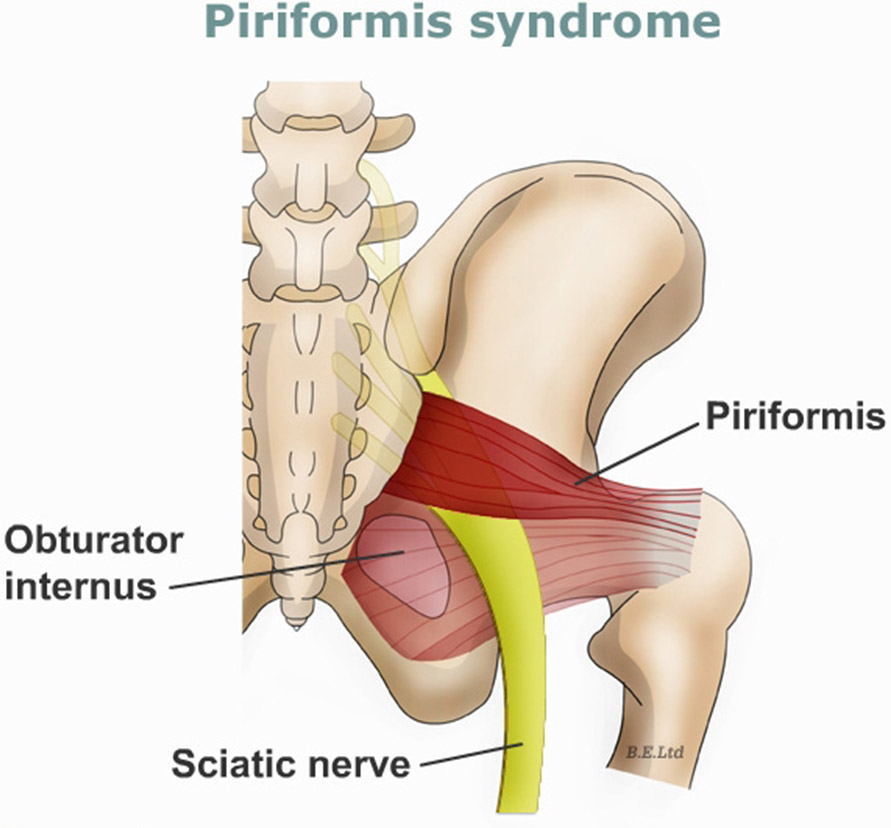 Piriformis syndrome
Piriformis
Obturator
internus
Sciatic nerve
B.E.Ltd